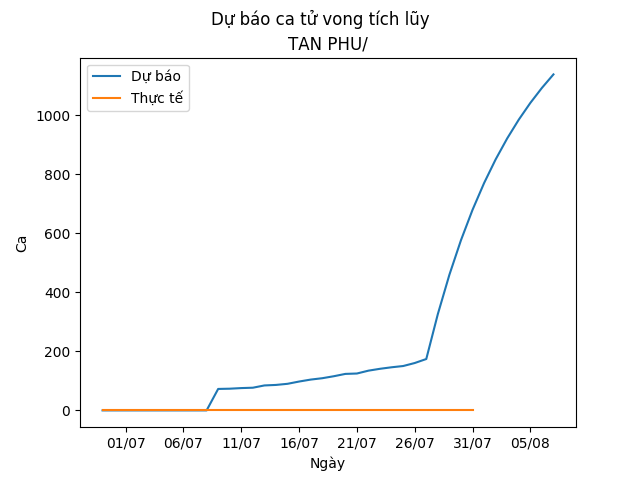 Dự báo ca tử vong tích lũy
TAN PHU/
Dự báo
Thực tế
Ca
1000
800
600
400
200
0
01/07 06/07 11/07 16/07 21/07 26/07 31/07 05/08
Ngày